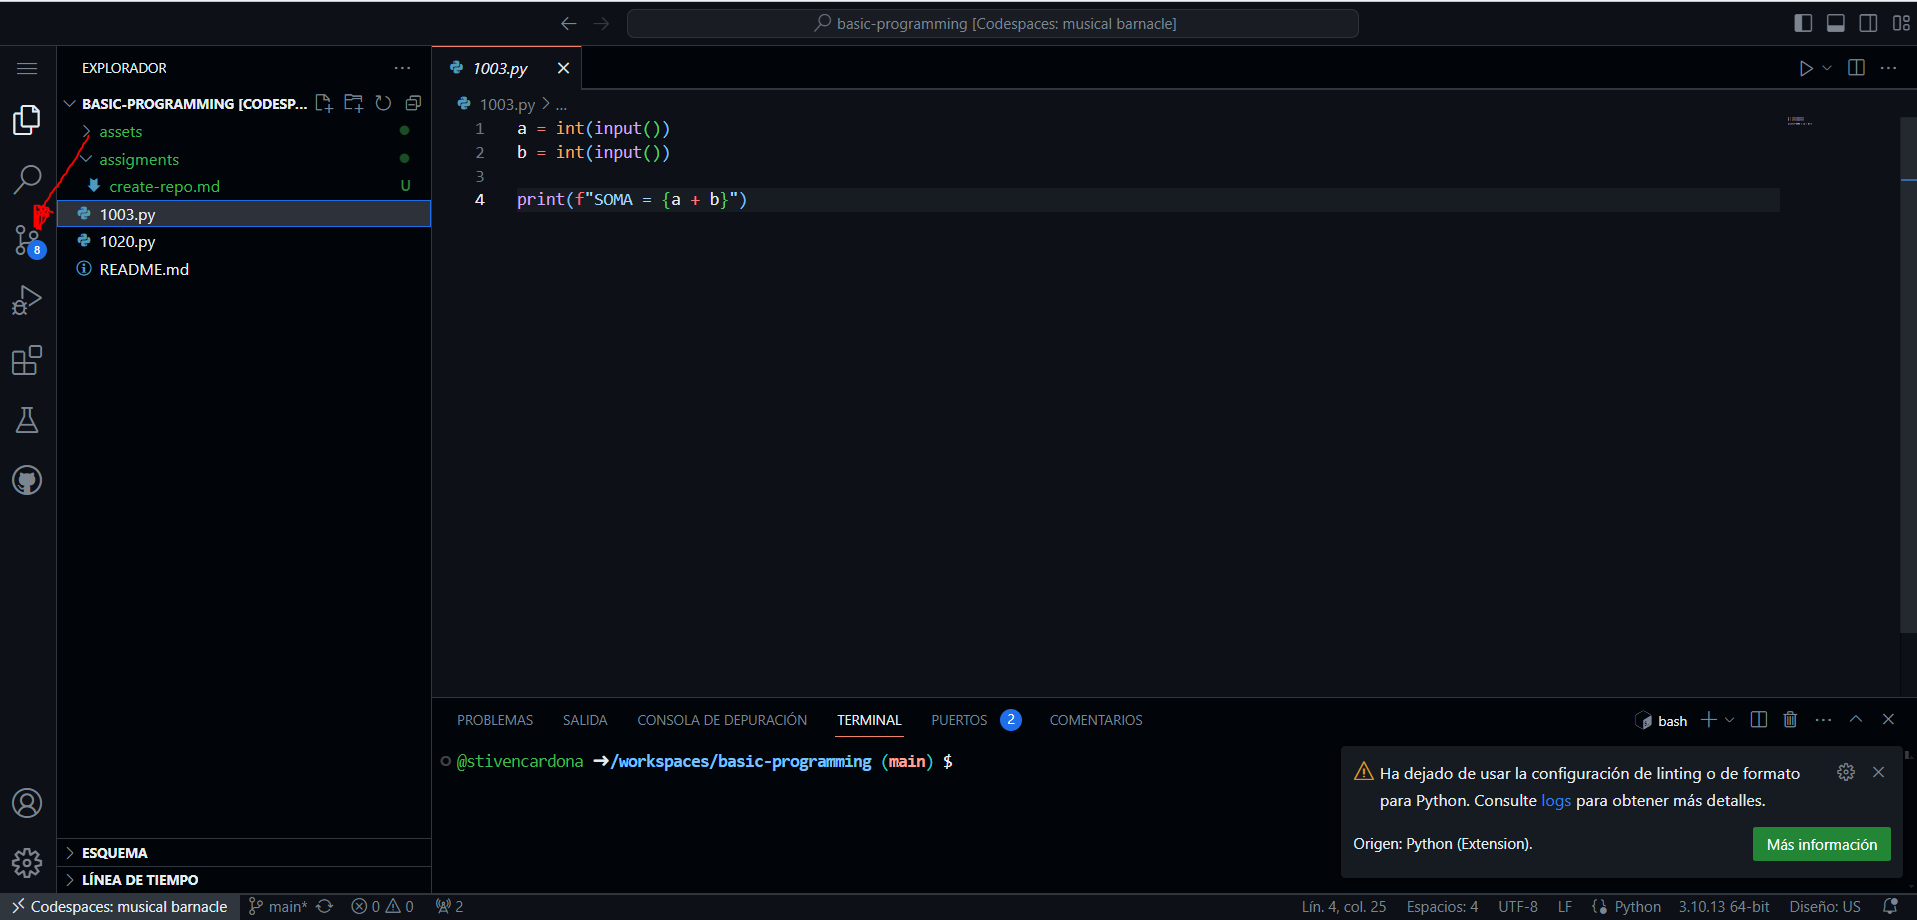 basic-programming [Codespaces: musical barnacle]
EXPLORADOR
BASIC-PROGRAMMING [CODESP...
assets
assigments
create-repo.md U
1003.py
1020.py
README.md
8
ESQUEMA
LÍNEA DE TIEMPO
1003.py
1003.py > ...
1 a = int(input())
2 b = int(input())
3
4 print(f"SOMA = {a + b}")
PROBLEMAS SALIDA CONSOLA DE DEPURACIÓN TERMINAL PUERTOS 2 COMENTARIOS
bash
@stivencardona ➜/workspaces/basic-programming (main) $
Ha dejado de usar la configuración de linting o de formato
para Python. Consulte logs para obtener más detalles.
Origen: Python (Extension).
Más información
Codespaces: musical barnacle main* 0 0 2
Lín. 4, col. 25 Espacios: 4 UTF-8 LF Python 3.10.13 64-bit Diseño: US